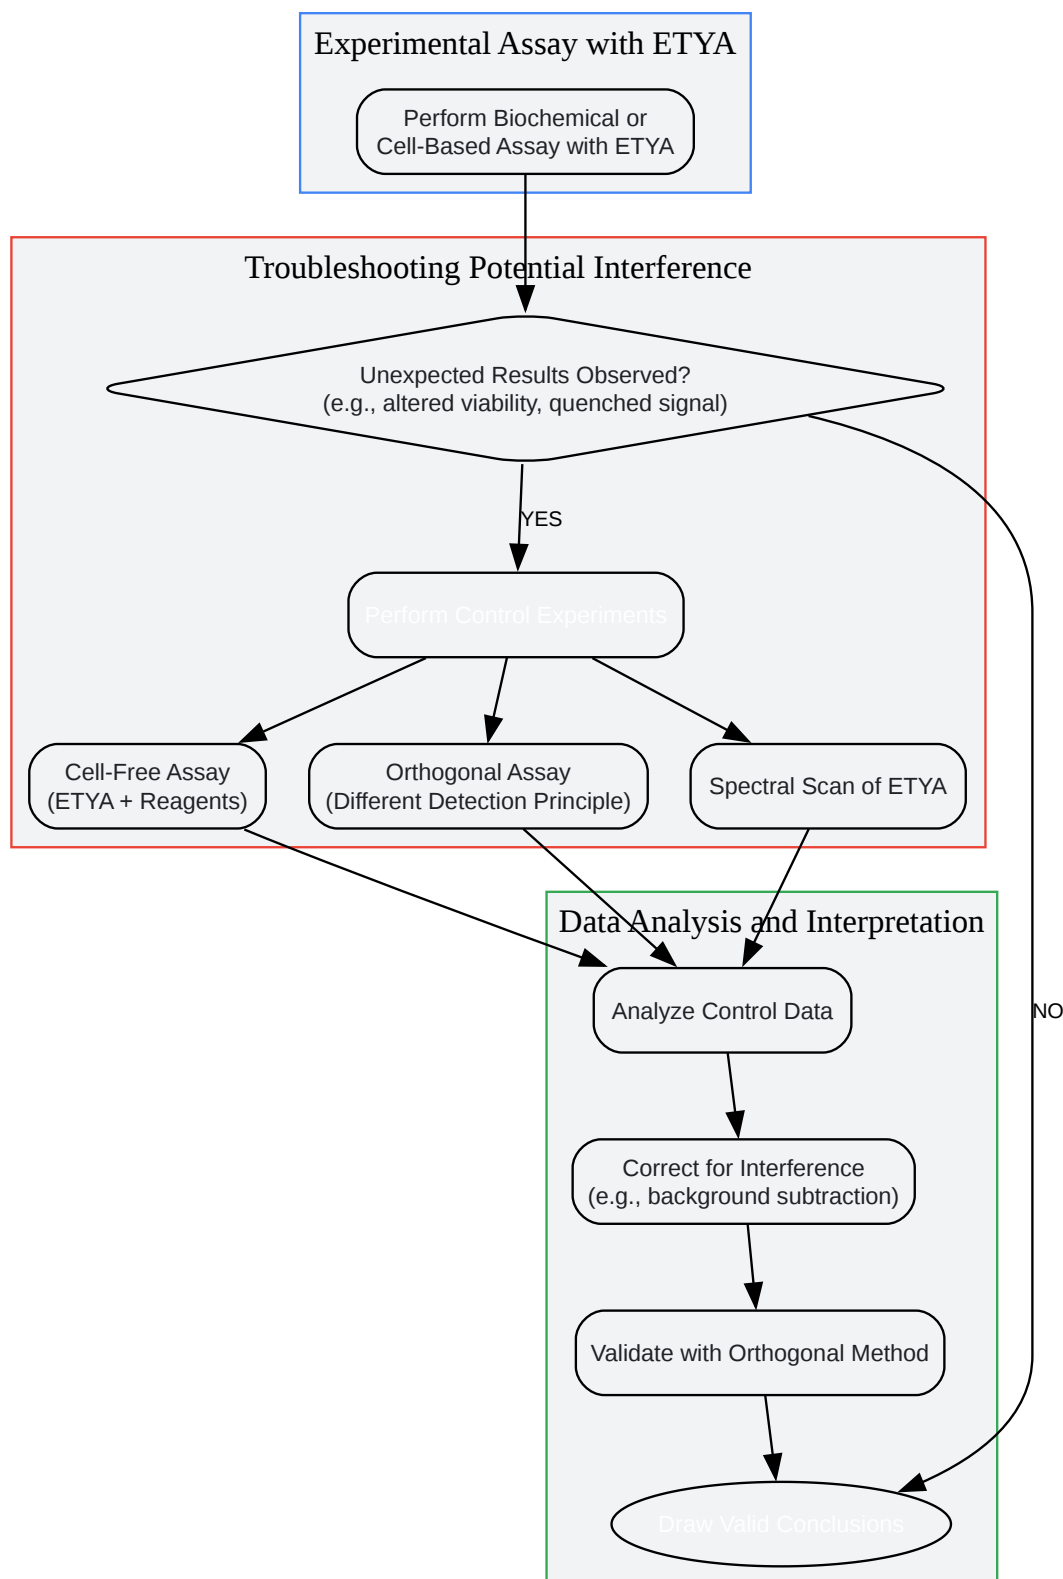 Experimental Assay with ETYA
Perform Biochemical or
Cell-Based Assay with ETYA
Troubleshooting Potential Interference
Unexpected Results Observed?
(e.g., altered viability, quenched signal)
YES
Perform Control Experiments
Cell-Free Assay
(ETYA + Reagents)
Orthogonal Assay
(Different Detection Principle)
Spectral Scan of ETYA
Data Analysis and Interpretation
Analyze Control Data
NO
Correct for Interference
(e.g., background subtraction)
Validate with Orthogonal Method
Draw Valid Conclusions